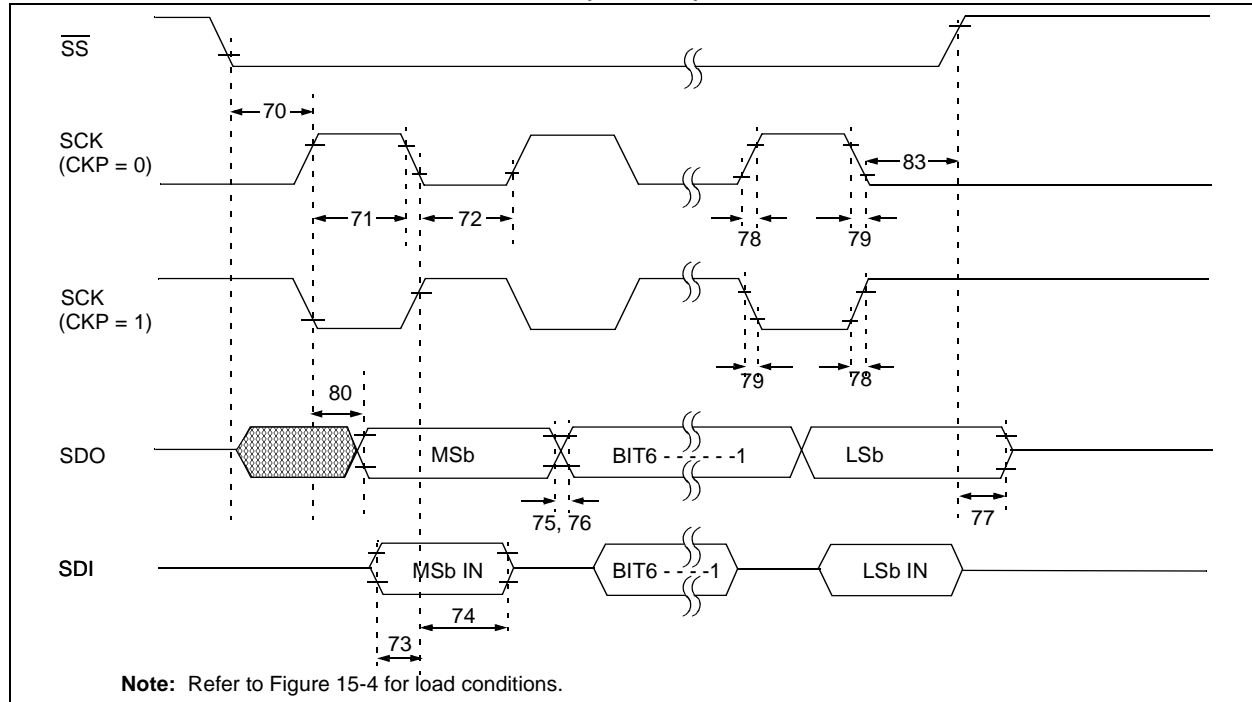 SS
70
SCK
(CKP = 0)
83
71
72
78
79
SCK
(CKP = 1)
79
78
80
SDO
MSb
BIT6 - - - - - - -1
LSb
75, 76
77
SDI
MSb IN
BIT6 - - - - -1
LSb IN
74
73
Note: Refer to Figure 15-4 for load conditions.